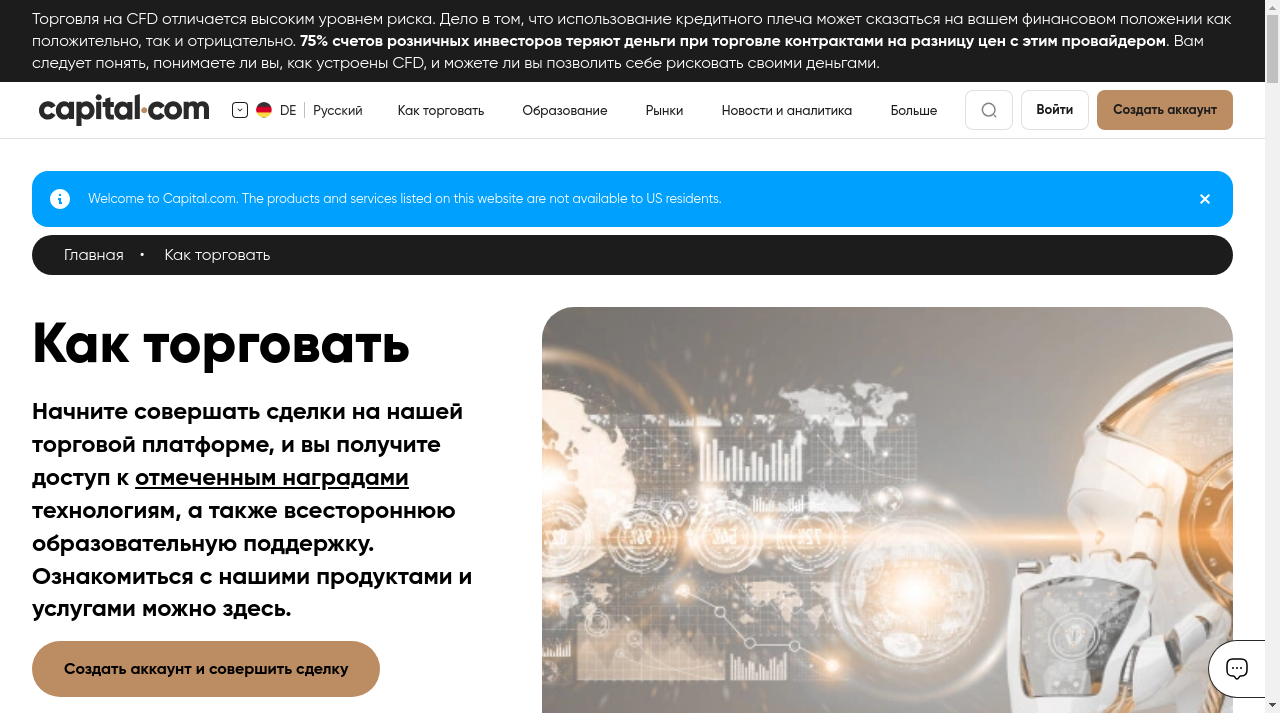 Торговля на CFD отличается высоким уровнем риска. Дело в том, что использование кредитного плеча может сказаться на вашем финансовом положении как
положительно, так и отрицательно. 75% счетов розничных инвесторов теряют деньги при торговле контрактами на разницу цен с этим провайдером. Вам
следует понять, понимаете ли вы, как устроены CFD, и можете ли вы позволить себе рисковать своими деньгами.
capital.com DE Русский Как торговать Образование Рынки Новости и аналитика Больше Войти Создать аккаунт
Welcome to Capital.com. The products and services listed on this website are not available to US residents.
Главная • Как торговать
Как торговать
Начните совершать сделки на нашей
торговой платформе, и вы получите
доступ к отмеченным наградами
технологиям, а также всестороннюю
образовательную поддержку.
Ознакомиться с нашими продуктами и
услугами можно здесь.
Создать аккаунт и совершить сделку